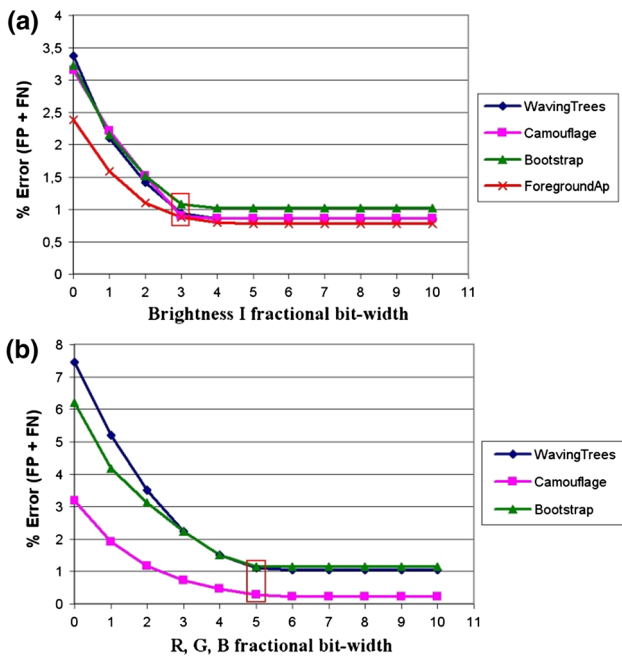 (a)
% Error (FP + FN)
4
3,5
3
2,5
2
1,5
1
0,5
0
0 1 2 3 4 5 6 7 8 9 10 11
Brightness I fractional bit-width
WavingTrees
Camouflage
Bootstrap
ForegroundAp
(b)
% Error (FP + FN)
8
7
6
5
4
3
2
1
0
0 1 2 3 4 5 6 7 8 9 10 11
R, G, B fractional bit-width
WavingTrees
Camouflage
Bootstrap